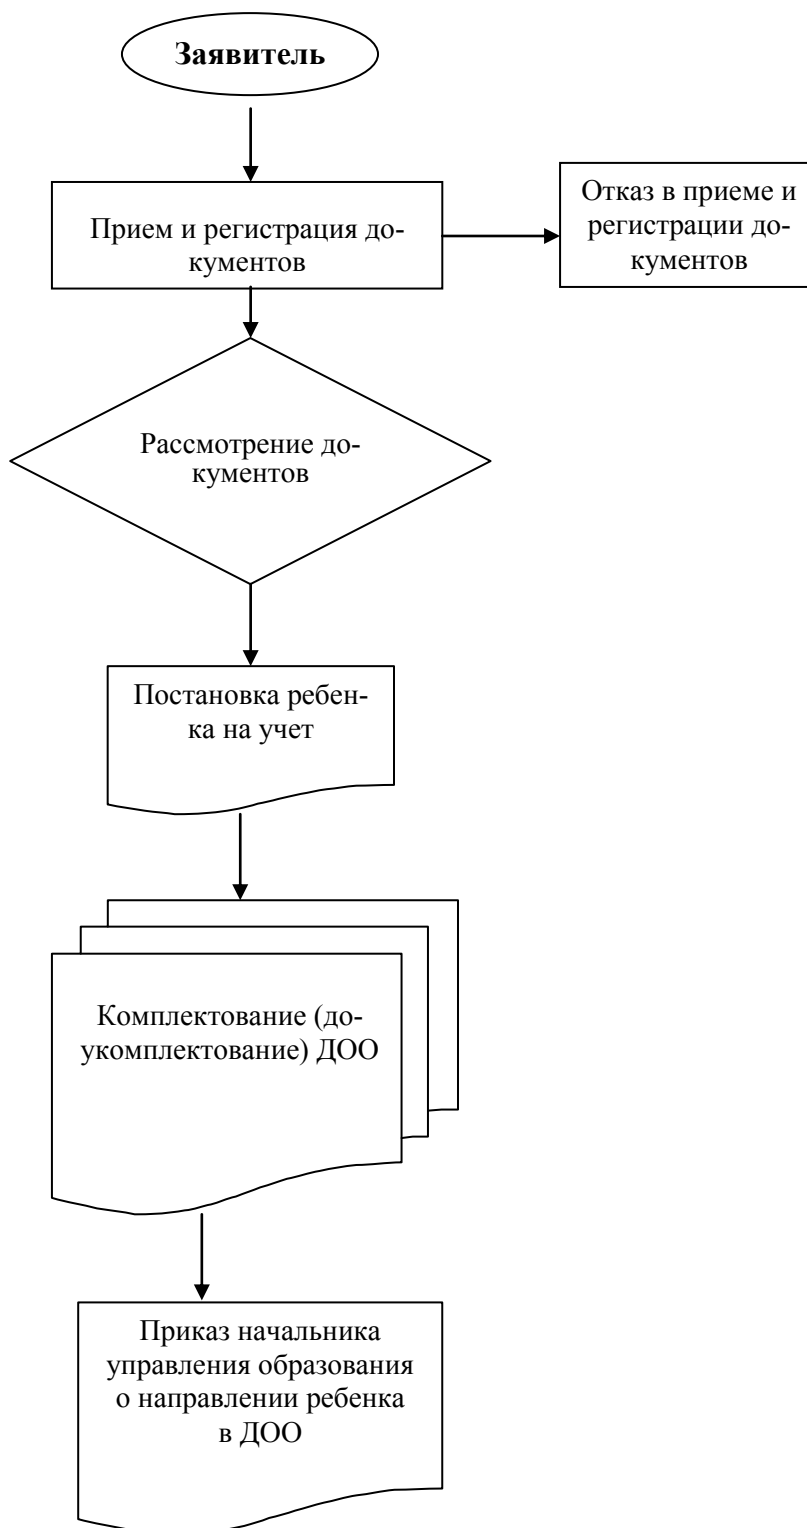 Заявитель
Прием и регистрация до-
кументов
Отказ в приеме и
регистрации до-
кументов
Рассмотрение до-
кументов
Постановка ребен-
ка на учет
Комплектование (до-
укомплектование) ДОО
Приказ начальника
управления образования
о направлении ребенка
в ДОО